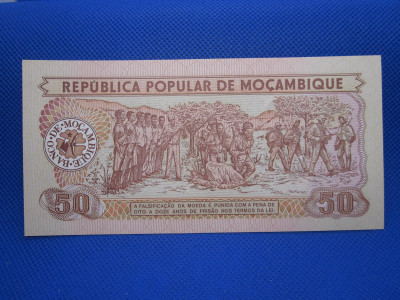 REPÚBLICA POPULAR DE MOÇAMBIQUE
BANCO·DE·MOÇAMBIQUE·
50
50
A FALSIFICAÇÃO DA MOEDA É PUNIDA COM A PENA DE
OITO A DOZE ANOS DE PRISÃO NOS TERMOS DA LEI.